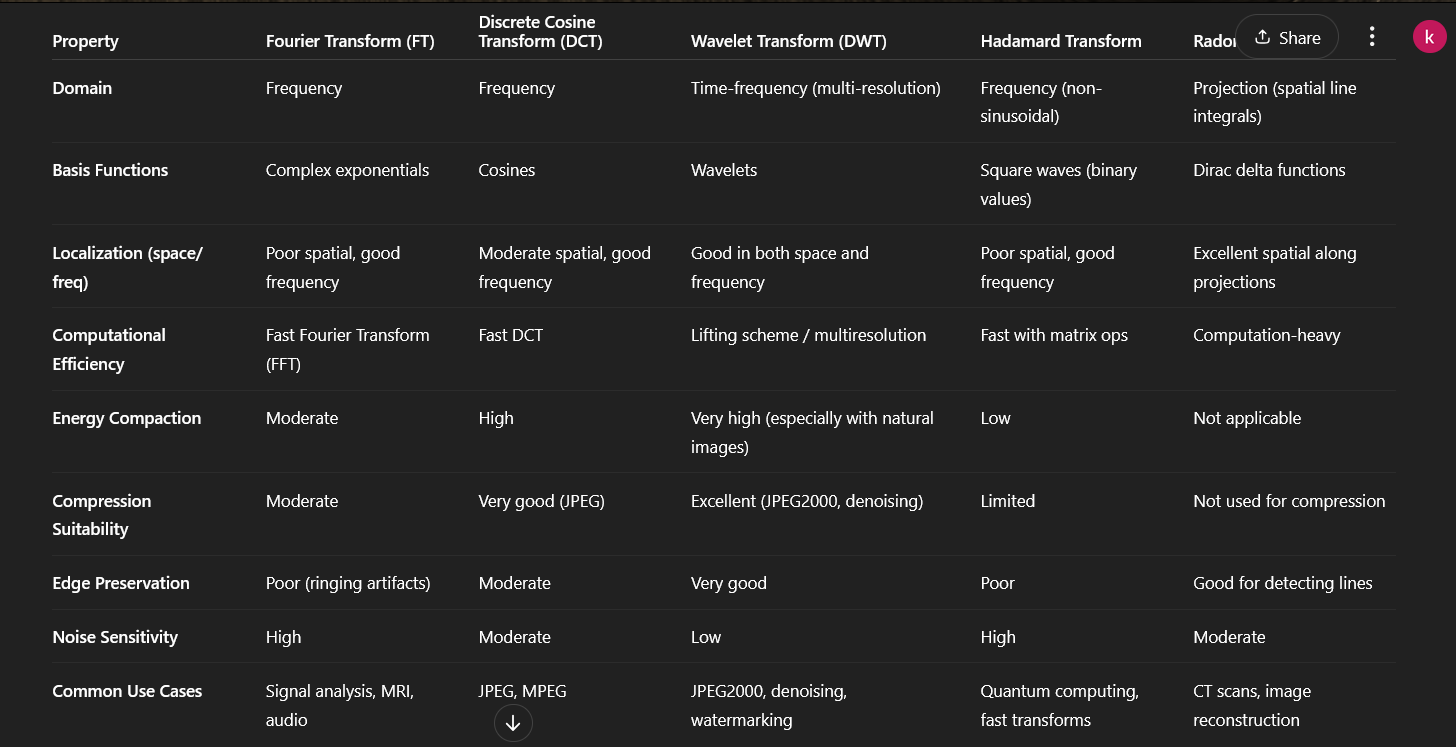 Property
Fourier Transform (FT)
Discrete Cosine
Transform (DCT)
Wavelet Transform (DWT)
Hadamard Transform
Share
k
Domain
Frequency
Frequency
Time-frequency (multi-resolution)
Frequency (non-
sinusoidal)
Projection (spatial line
integrals)
Basis Functions
Complex exponentials
Cosines
Wavelets
Square waves (binary
values)
Dirac delta functions
Localization (space/
freq)
Poor spatial, good
frequency
Moderate spatial, good
frequency
Good in both space and
frequency
Poor spatial, good
frequency
Excellent spatial along
projections
Computational
Efficiency
Fast Fourier Transform
(FFT)
Fast DCT
Lifting scheme / multiresolution
Fast with matrix ops
Computation-heavy
Energy Compaction
Moderate
High
Very high (especially with natural
images)
Low
Not applicable
Compression
Suitability
Moderate
Very good (JPEG)
Excellent (JPEG2000, denoising)
Limited
Not used for compression
Edge Preservation
Poor (ringing artifacts)
Moderate
Very good
Poor
Good for detecting lines
Noise Sensitivity
High
Moderate
Low
High
Moderate
Common Use Cases
Signal analysis, MRI,
audio
JPEG, MPEG
JPEG2000, denoising,
watermarking
Quantum computing,
fast transforms
CT scans, image
reconstruction